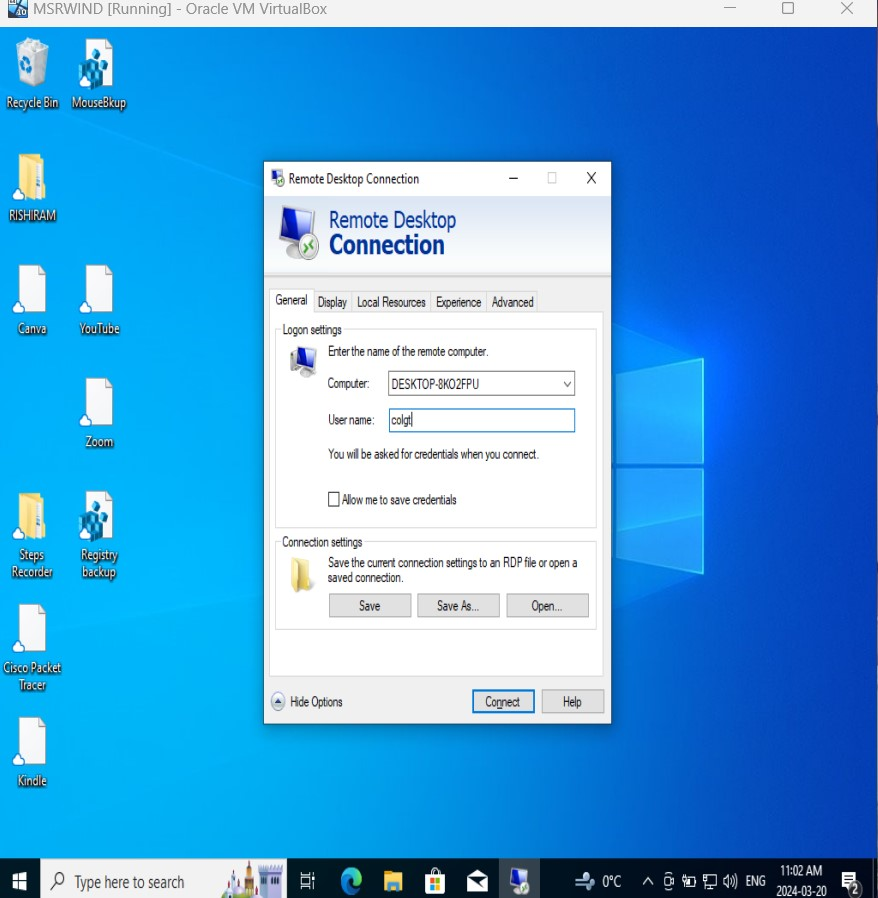 MSRWIND [Running] - Oracle VM VirtualBox
Recycle Bin
MouseBkup
RISHIRAM
Canva
YouTube
Zoom
Steps
Recorder
Registry
backup
Cisco Packet
Tracer
Kindle
Remote Desktop Connection
Remote Desktop
Connection
General Display Local Resources Experience Advanced
Logon settings
Enter the name of the remote computer.
Computer: DESKTOP-8KO2FPU
User name: colgt
You will be asked for credentials when you connect.
Allow me to save credentials
Connection settings
Save the current connection settings to an RDP file or open a
saved connection.
Save Save As... Open...
Hide Options Connect Help
Type here to search
0°C ENG
11:02 AM
2024-03-20
2